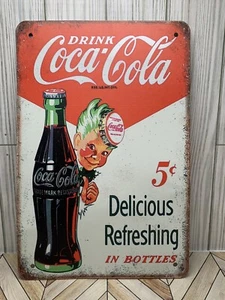 DRINK
Coca-Cola
Coca-Cola
5¢
Delicious
Refreshing
IN BOTTLES